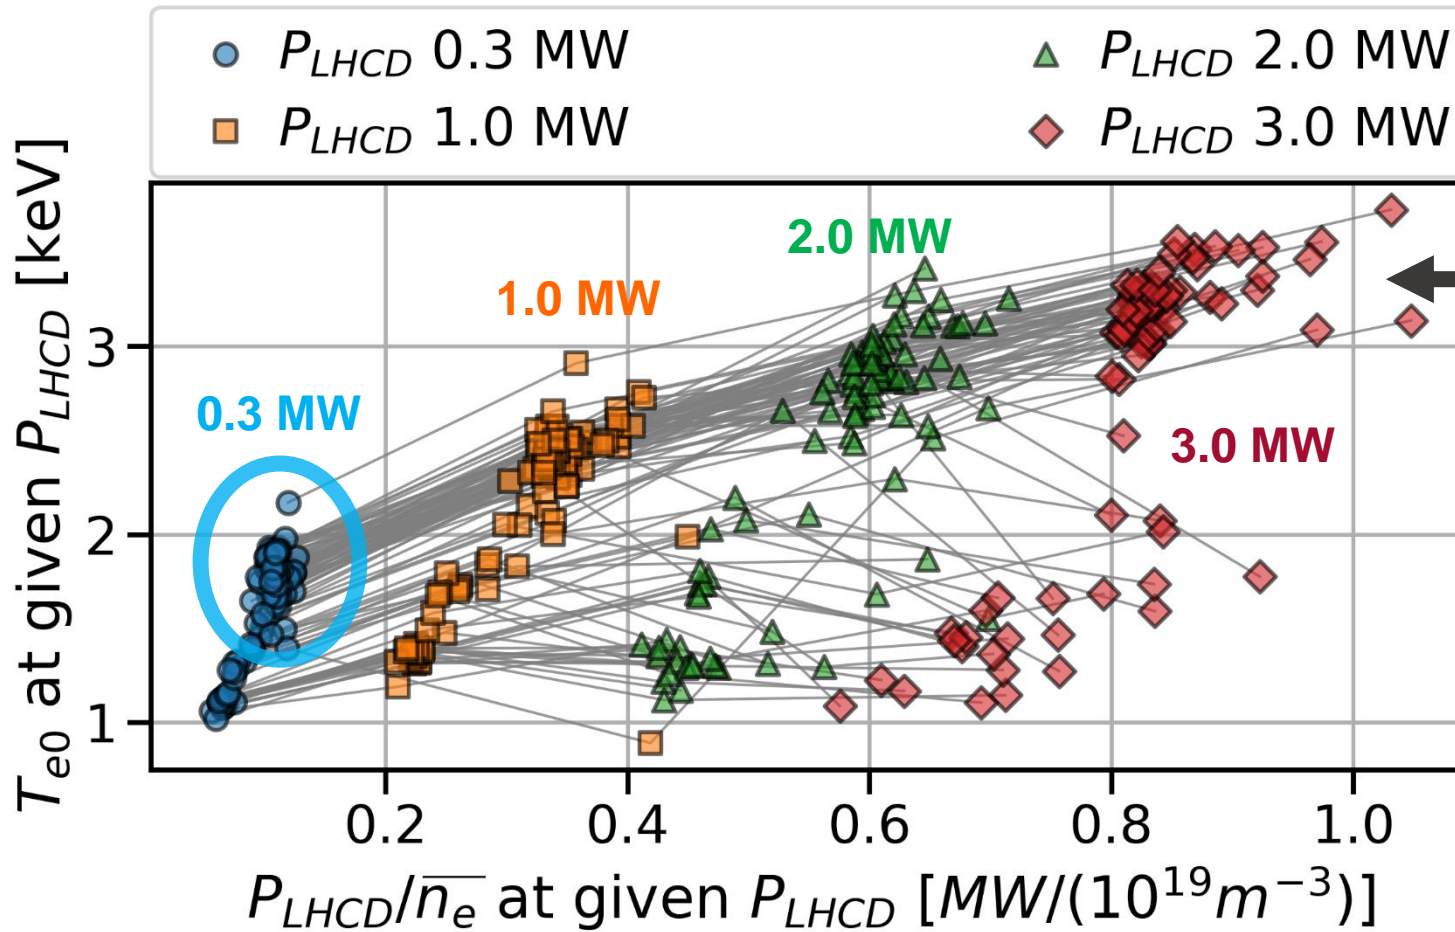 P_LHCD 0.3 MW
P_LHCD 2.0 MW
P_LHCD 1.0 MW
P_LHCD 3.0 MW
2.0 MW
1.0 MW
0.3 MW
3.0 MW
T_e0 at given P_LHCD [keV]
3
2
1
0.2 0.4 0.6 0.8 1.0
P_LHCD/n̅_e̅ at given P_LHCD [MW/(10^19 m^−3)]